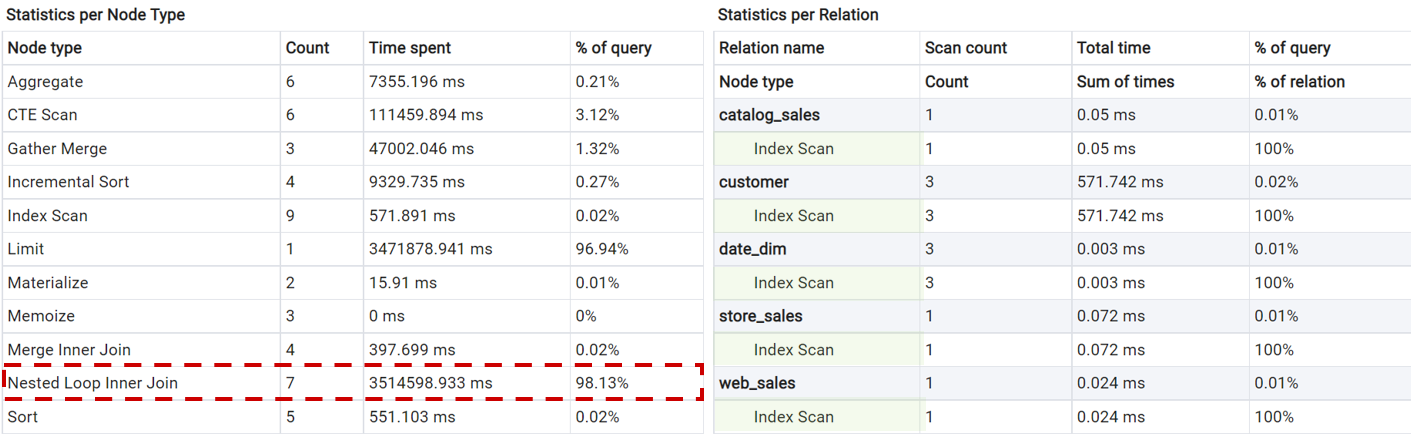 Statistics per Node Type
Node type Count Time spent % of query
Aggregate 6 7355.196 ms 0.21%
CTE Scan 6 111459.894 ms 3.12%
Gather Merge 3 47002.046 ms 1.32%
Incremental Sort 4 9329.735 ms 0.27%
Index Scan 9 571.891 ms 0.02%
Limit 1 3471878.941 ms 96.94%
Materialize 2 15.91 ms 0.01%
Memoize 3 0 ms 0%
Merge Inner Join 4 397.699 ms 0.02%
Nested Loop Inner Join 7 3514598.933 ms 98.13%
Sort 5 551.103 ms 0.02%
Statistics per Relation
Relation name Scan count Total time % of query
Node type Count Sum of times % of relation
catalog_sales 1 0.05 ms 0.01%
Index Scan 1 0.05 ms 100%
customer 3 571.742 ms 0.02%
Index Scan 3 571.742 ms 100%
date_dim 3 0.003 ms 0.01%
Index Scan 3 0.003 ms 100%
store_sales 1 0.072 ms 0.01%
Index Scan 1 0.072 ms 100%
web_sales 1 0.024 ms 0.01%
Index Scan 1 0.024 ms 100%